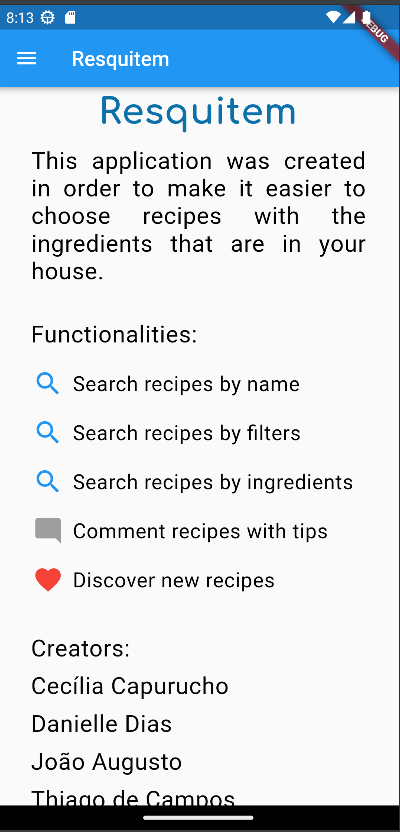 8:13
DEBUG
Resquitem
Resquitem
This application was created
in order to make it easier to
choose recipes with the
ingredients that are in your
house.
Functionalities:
Search recipes by name
Search recipes by filters
Search recipes by ingredients
Comment recipes with tips
Discover new recipes
Creators:
Cecília Capurucho
Danielle Dias
João Augusto
Thiago de Campos